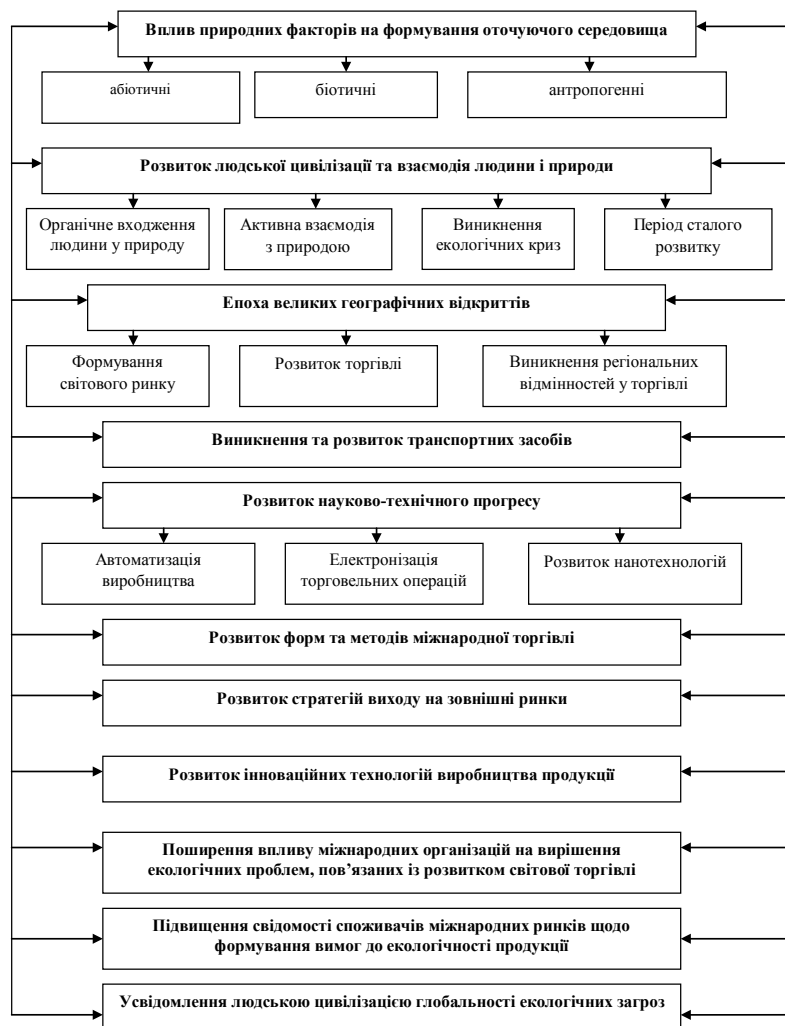 Вплив природних факторів на формування оточуючого середовища
абіотичні
біотичні
антропогенні
Розвиток людської цивілізації та взаємодія людини і природи
Органічне входження
людини у природу
Активна взаємодія
з природою
Виникнення
екологічних криз
Період сталого
розвитку
Епоха великих географічних відкриттів
Формування
світового ринку
Розвиток торгівлі
Виникнення регіональних
відмінностей у торгівлі
Виникнення та розвиток транспортних засобів
Розвиток науково-технічного прогресу
Автоматизація
виробництва
Електронізація
торговельних операцій
Розвиток нанотехнологій
Розвиток форм та методів міжнародної торгівлі
Розвиток стратегій виходу на зовнішні ринки
Розвиток інноваційних технологій виробництва продукції
Поширення впливу міжнародних організацій на вирішення
екологічних проблем, пов’язаних із розвитком світової торгівлі
Підвищення свідомості споживачів міжнародних ринків щодо
формування вимог до екологічності продукції
Усвідомлення людською цивілізацією глобальності екологічних загроз